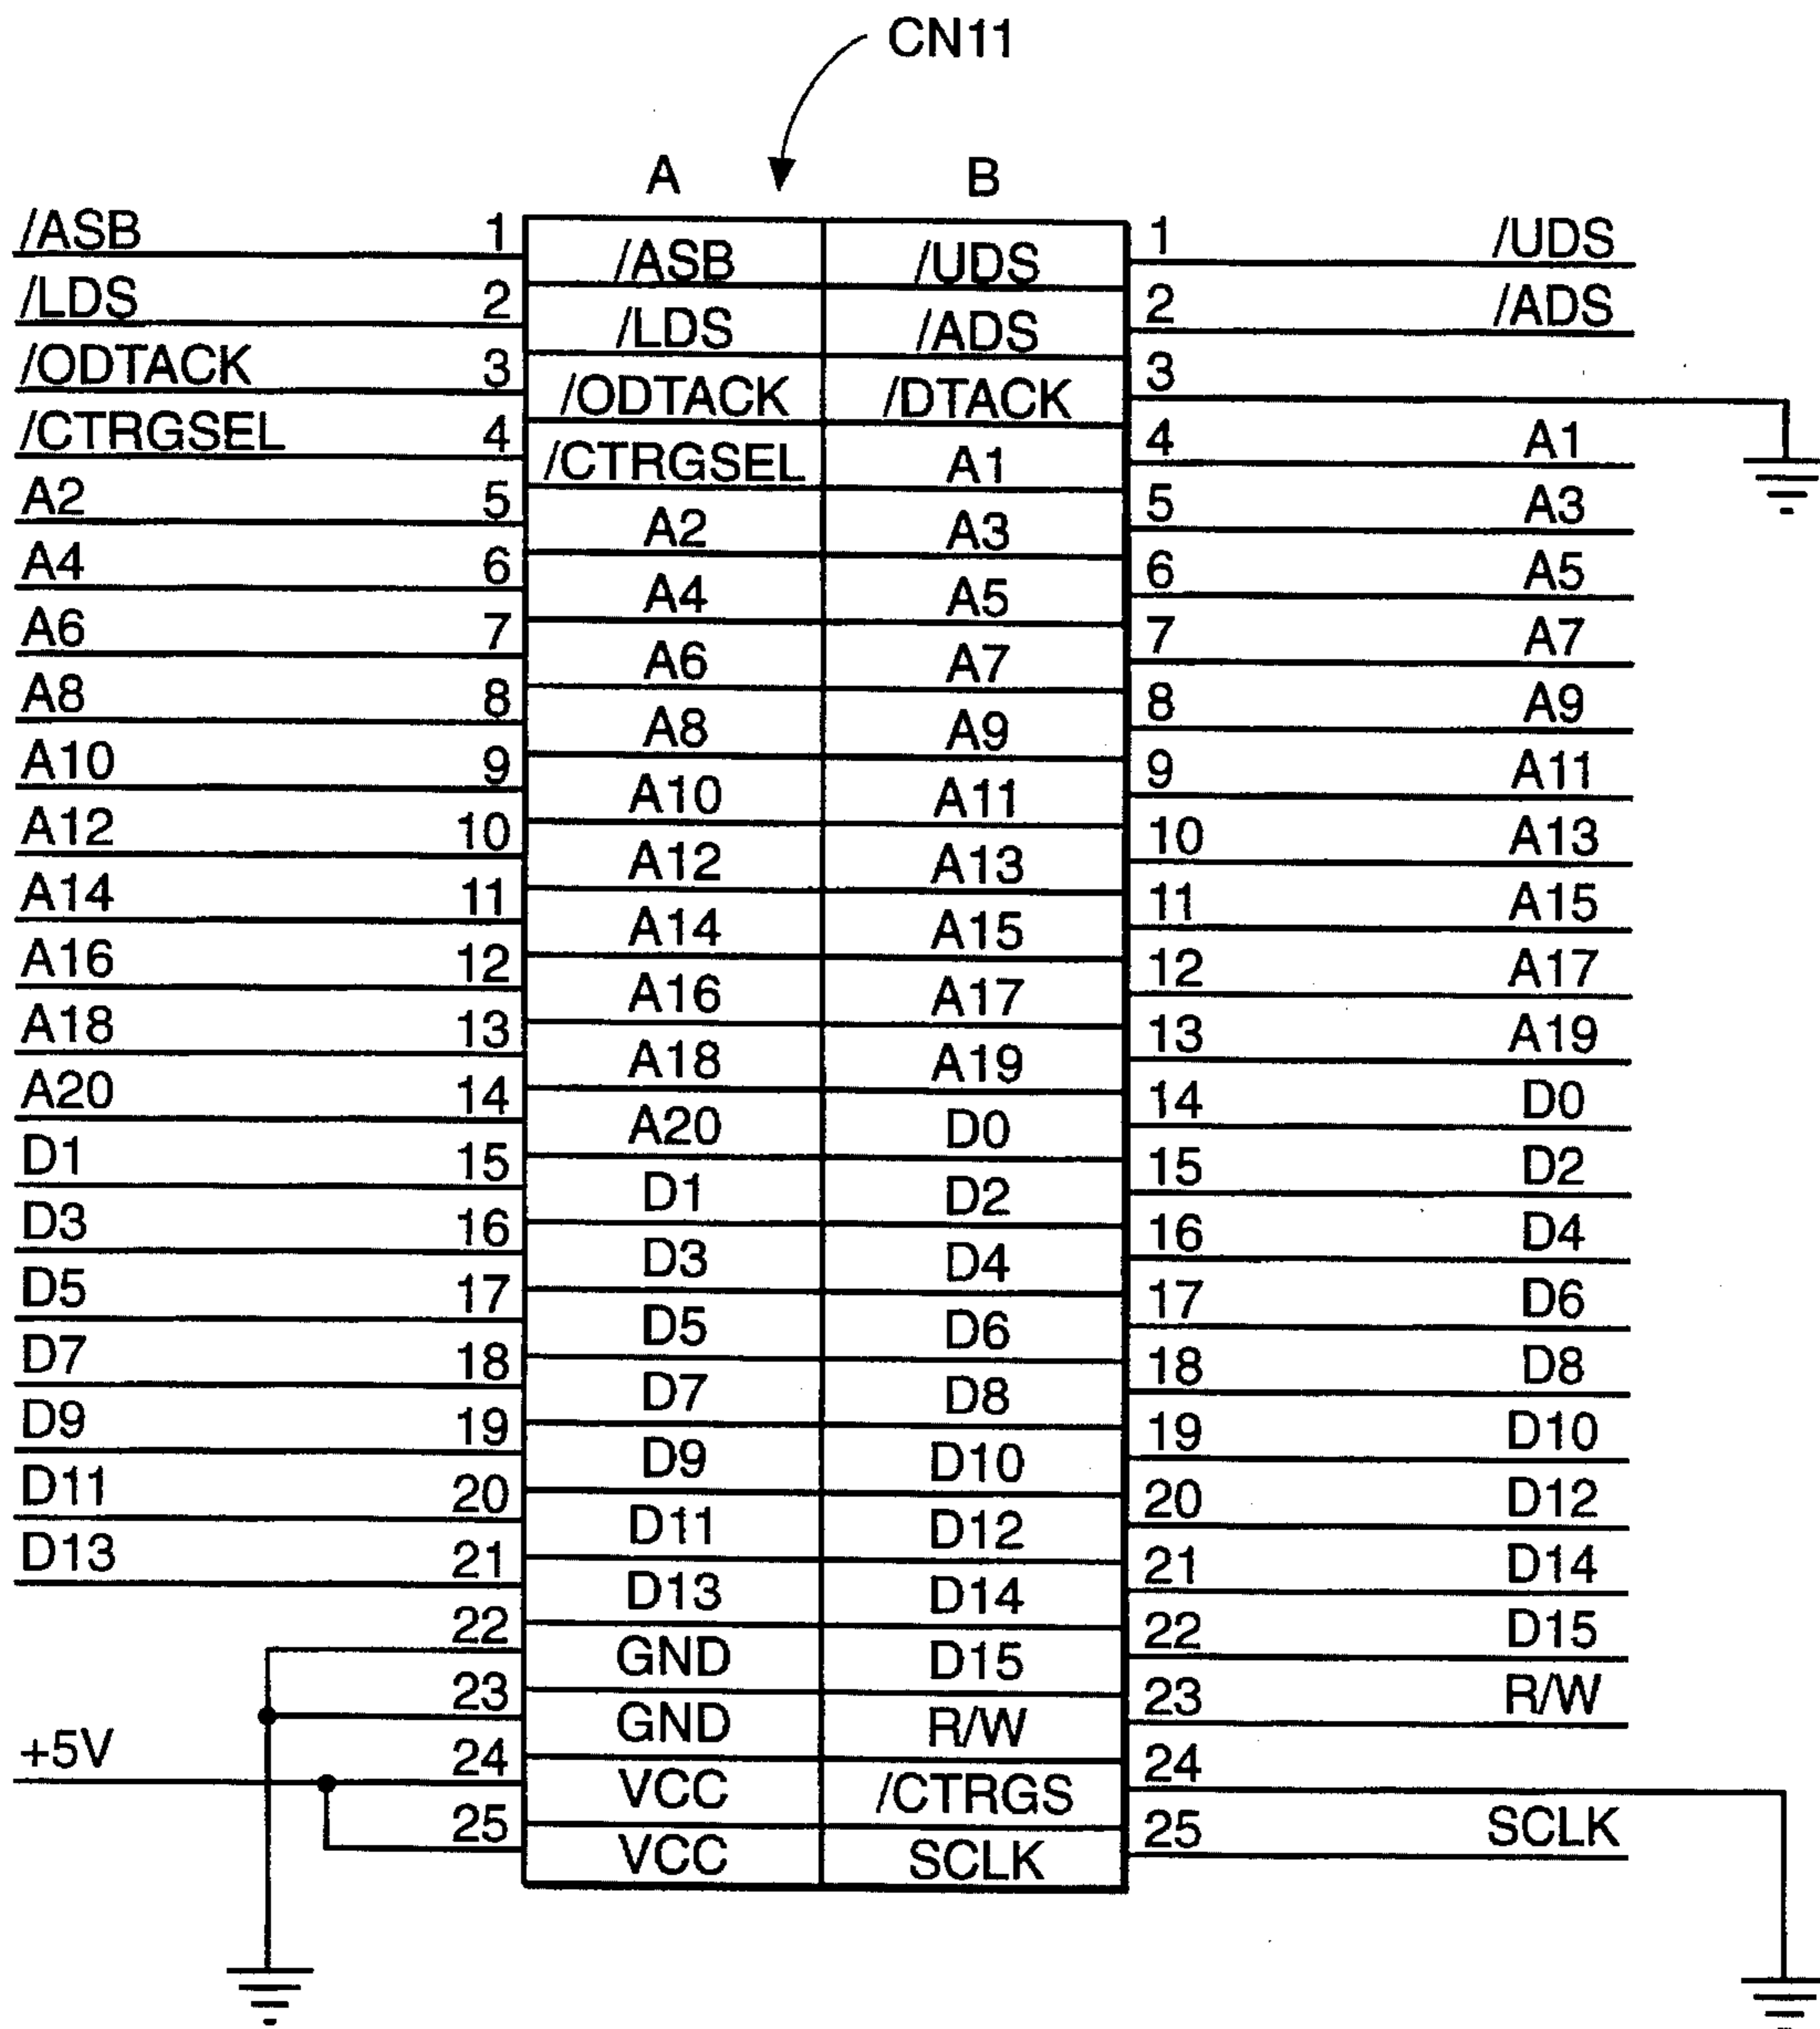 CN11
A B
/ASB 1 /ASB /UDS 1 /UDS
/LDS 2 /LDS /ADS 2 /ADS
/ODTACK 3 /ODTACK /DTACK 3
/CTRGSEL 4 /CTRGSEL A1 4 A1
A2 5 A2 A3 5 A3
A4 6 A4 A5 6 A5
A6 7 A6 A7 7 A7
A8 8 A8 A9 8 A9
A10 9 A10 A11 9 A11
A12 10 A12 A13 10 A13
A14 11 A14 A15 11 A15
A16 12 A16 A17 12 A17
A18 13 A18 A19 13 A19
A20 14 A20 D0 14 D0
D1 15 D1 D2 15 D2
D3 16 D3 D4 16 D4
D5 17 D5 D6 17 D6
D7 18 D7 D8 18 D8
D9 19 D9 D10 19 D10
D11 20 D11 D12 20 D12
D13 21 D13 D14 21 D14
22 GND D15 22 D15
23 GND R/W 23 R/W
+5V 24 VCC /CTRGS 24
25 VCC SCLK 25 SCLK